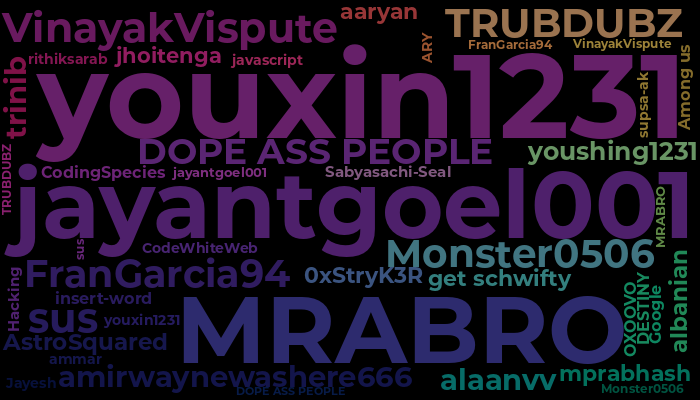 VinayakVispute
aaryan
TRUBDUBZ
rithiksarab
jhoitenga
javascript
ARY
FranGarcia94
VinayakVispute
trinib
youxin1231
supsa-ak
Among us
DOPE ASS PEOPLE
youshing1231
TRUBDUBZ
CodingSpecies
jayantgoel001
Sabyasachi-Seal
jayantgoel001
MRABRO
sus
CodeWhiteWeb
Monster0506
Hacking
FranGarcia94
0xStryK3R
get schwifty
insert-word
sus
youxin1231
MRABRO
OXOOVO
DESTINY
Google
albanian
AstroSquared
ammar
Jayesh
amirwaynewashere666
DOPE ASS PEOPLE
alaanvv
mprabhash
Monster0506